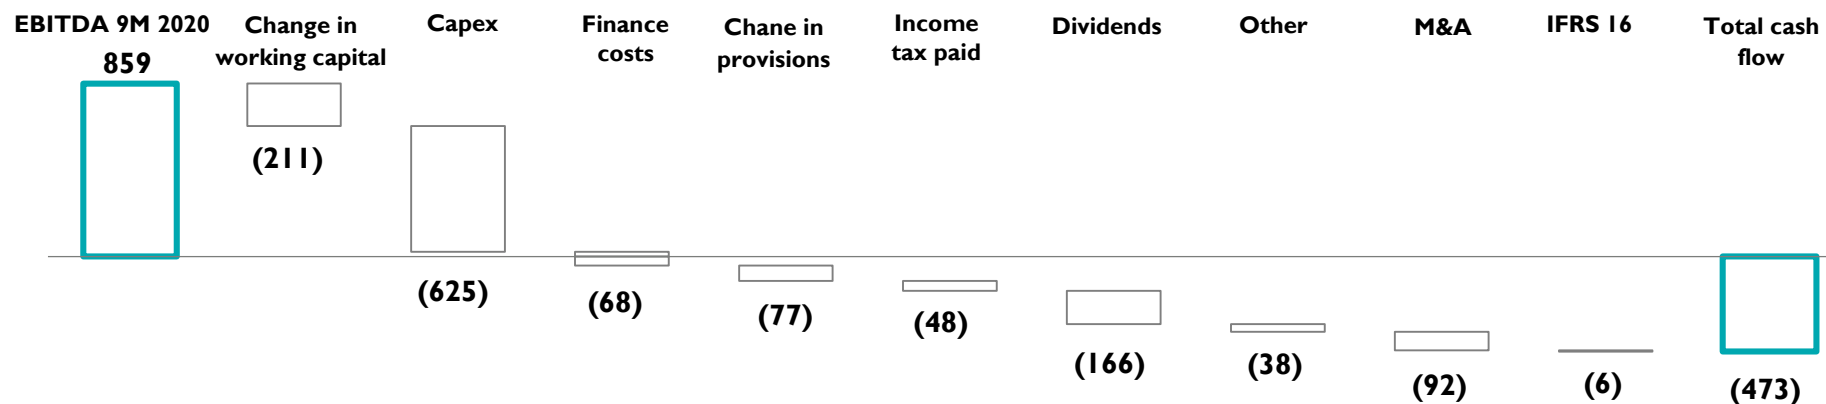 EBITDA 9M 2020
859
Change in
working capital
(211)
Capex
(625)
Finance
costs
(68)
Chane in
provisions
(77)
Income
tax paid
(48)
Dividends
(166)
Other
(38)
M&A
(92)
IFRS 16
(6)
Total cash
flow
(473)